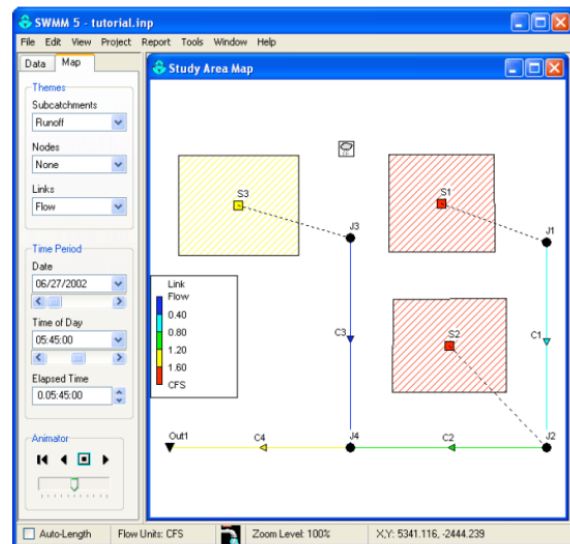 SWMM 5 - tutorial.inp
File Edit View Project Report Tools Window Help
Data Map
Study Area Map
Themes
Subcatchments
Runoff
Nodes
None
Links
Flow
Time Period
Date
06/27/2002
Time of Day
05:45:00
Elapsed Time
0.05:45:00
Animator
S3
S1
J3
J1
Link
Flow
0.40
0.80
1.20
1.60
CFS
C3
S2
C1
Out1
C4
J4
C2
J2
Auto-Length
Flow Units: CFS
Zoom Level: 100%
X,Y: 5341.116, -2444.239